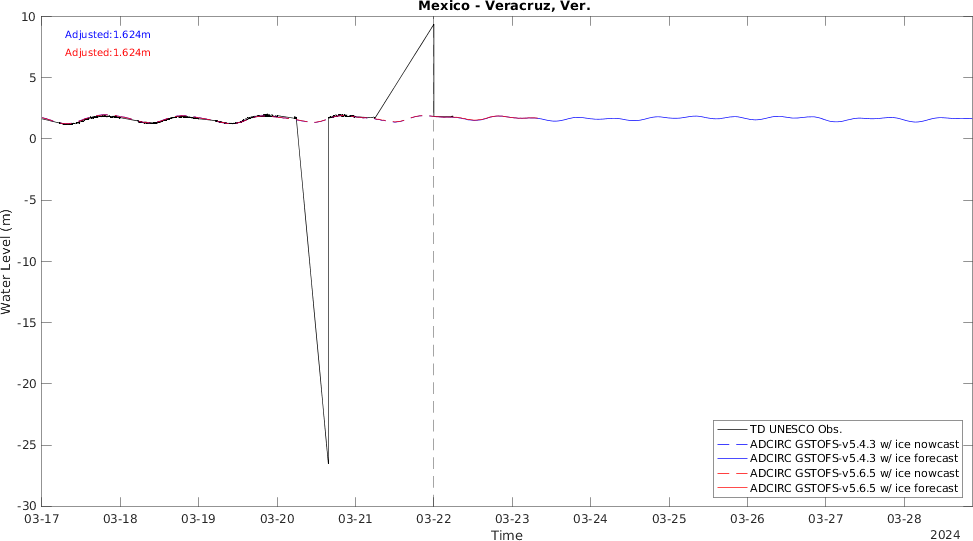 Mexico - Veracruz, Ver.
Adjusted:1.624m
Adjusted:1.624m
10
5
0
-5
-10
-15
-20
-25
-30
Water Level (m)
TD UNESCO Obs.
ADCIRC GSTOFS-v5.4.3 w/ ice nowcast
ADCIRC GSTOFS-v5.4.3 w/ ice forecast
ADCIRC GSTOFS-v5.6.5 w/ ice nowcast
ADCIRC GSTOFS-v5.6.5 w/ ice forecast
03-17 03-18 03-19 03-20 03-21 03-22 03-23 03-24 03-25 03-26 03-27 03-28
Time
2024